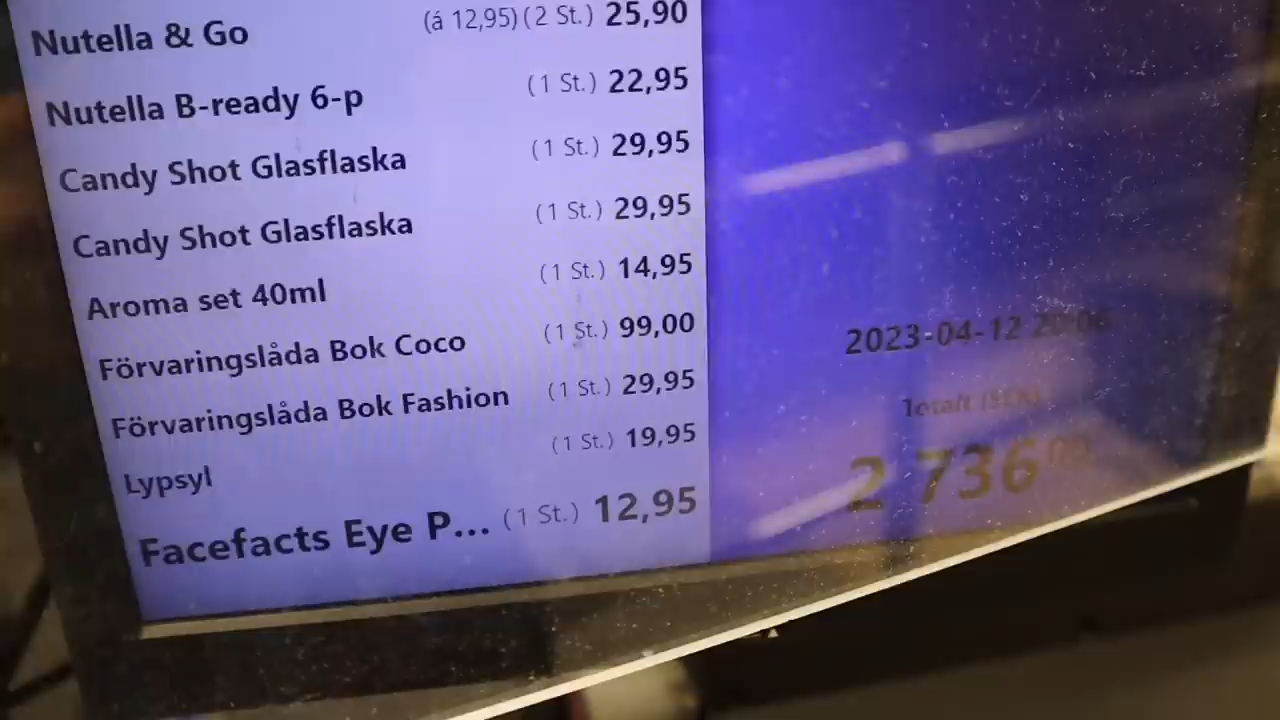 Nutella & Go (á 12,95) (2 St.) 25,90
Nutella B-ready 6-p (1 St.) 22,95
Candy Shot Glasflaska (1 St.) 29,95
Candy Shot Glasflaska (1 St.) 29,95
Aroma set 40ml (1 St.) 14,95
Förvaringslåda Bok Coco (1 St.) 99,00
Förvaringslåda Bok Fashion (1 St.) 29,95
Lypsyl (1 St.) 19,95
Facefacts Eye P... (1 St.) 12,95
2023-04-12
Totalt (SEK)
2 736